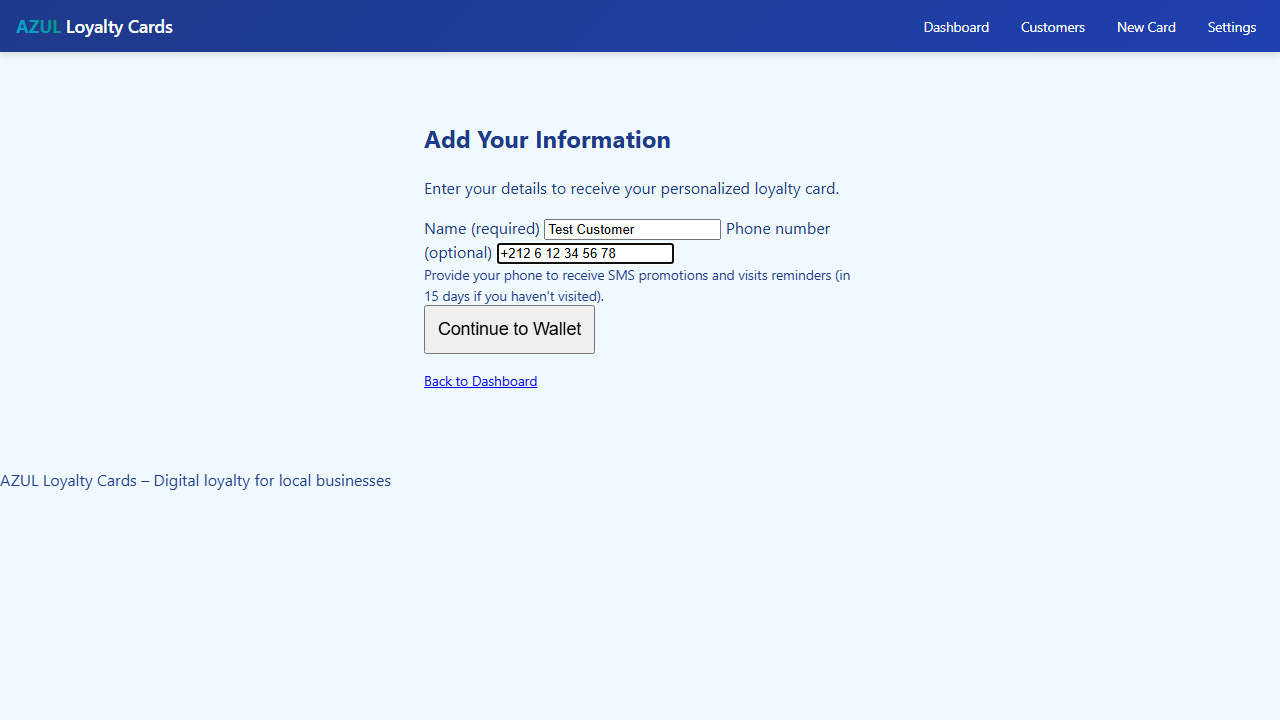 AZUL Loyalty Cards Dashboard Customers New Card Settings
Add Your Information
Enter your details to receive your personalized loyalty card.
Name (required) Test Customer Phone number
(optional) +212 6 12 34 56 78
Provide your phone to receive SMS promotions and visits reminders (in
15 days if you haven't visited).
Continue to Wallet
Back to Dashboard
AZUL Loyalty Cards – Digital loyalty for local businesses